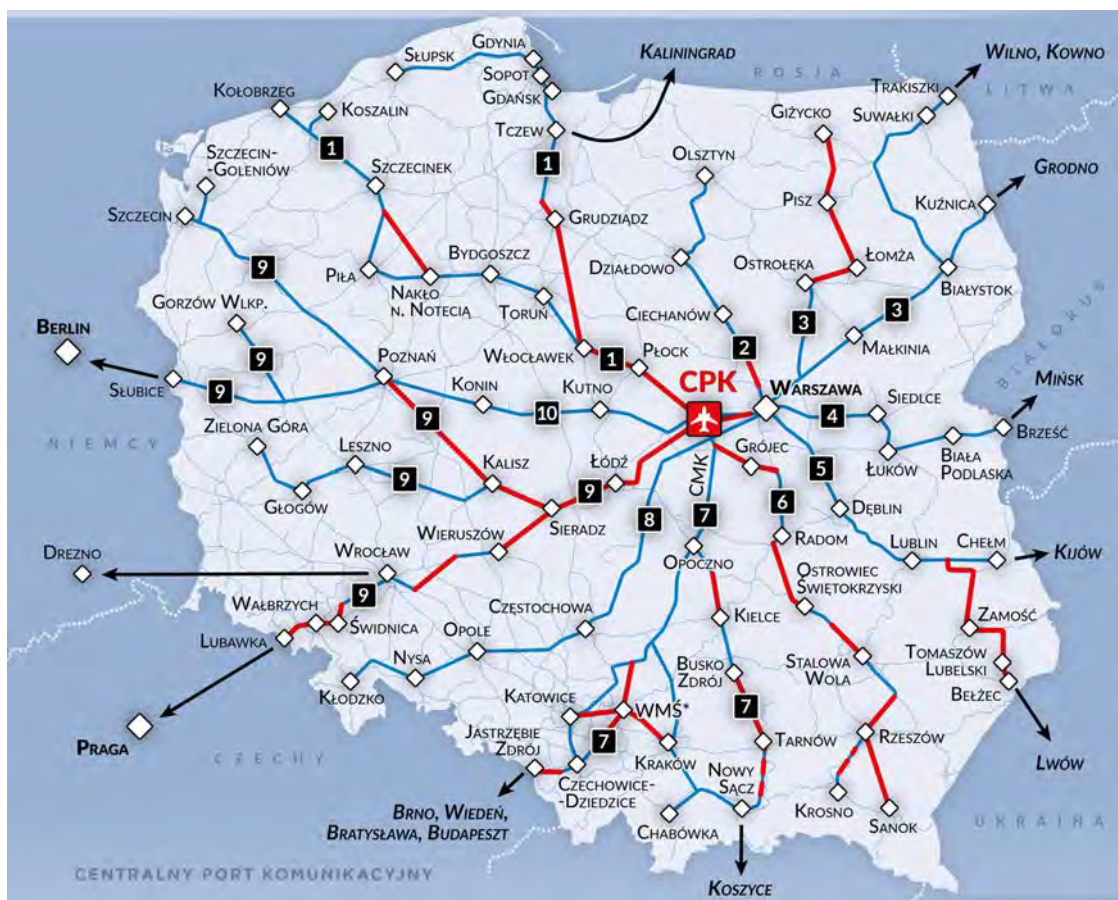 Gdynia
Słupsk
Sopot
Gdańsk
Kaliningrad
ROSJA
Wilno, Kowno
Trakiszki
LITWA
Suwałki
Kołobrzeg
Koszalin
Tczew
Giżycko
1
1
Szczecin-
-Goleniów
Szczecinek
Olsztyn
Grodno
Szczecin
Grudziądz
Pisz
Kuźnica
9
Bydgoszcz
Działdowo
Ostrołęka
Łomża
Białystok
Piła
Nakło
n. Notecią
Toruń
Gorzów Wlkp.
Ciechanów
3
3
Berlin
9
Małkinia
BIAŁORUŚ
Włocławek
1
Płock
2
Poznań
CPK
Warszawa
Mińsk
Słubice
9
Konin
Kutno
10
Siedlce
4
Brześć
NIEMCY
Zielona Góra
Leszno
9
Kalisz
Łódź
Grójec
Łuków
Biała
Podlaska
9
9
CMK
5
Głogów
Sieradz
8
7
6
Dęblin
Wieruszów
Radom
Drezno
Wrocław
Opoczno
Lublin
Chełm
Kijów
9
Ostrowiec
Świętokrzyski
Wałbrzych
Częstochowa
Kielce
Zamość
Lubawka
Świdnica
Opole
Nysa
Kłodzko
Busko
Zdrój
Stalowa
Wola
Tomaszów
Lubelski
Bełżec
Katowice
WMŚ*
7
7
Praga
CZECHY
Jastrzębie
Zdrój
Kraków
Tarnów
Rzeszów
Lwów
Czechowice-
-Dziedzice
Nowy
Sącz
Krosno
Sanok
Brno, Wiedeń,
Bratysława, Budapeszt
Chabówka
UKRAINA
CENTRALNY PORT KOMUNIKACYJNY
Koszyce